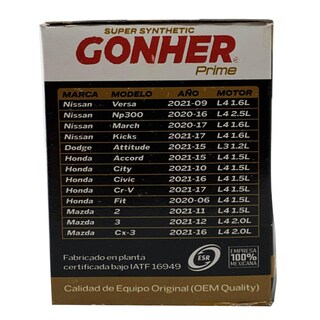 SUPER SYNTHETIC
GONHER
Prime
MARCA MODELO AÑO MOTOR
Nissan Versa 2021-09 L4 1.6L
Nissan Np300 2020-16 L4 2.5L
Nissan March 2020-17 L4 1.6L
Nissan Kicks 2021-17 L4 1.6L
Dodge Attitude 2021-15 L3 1.2L
Honda Accord 2021-15 L4 1.5L
Honda City 2021-10 L4 1.5L
Honda Civic 2021-16 L4 1.5L
Honda Cr-V 2021-17 L4 1.5L
Honda Fit 2020-06 L4 1.5L
Mazda 2 2021-11 L4 1.5L
Mazda 3 2021-12 L4 2.0L
Mazda Cx-3 2021-16 L4 2.0L
Fabricado en planta
certificada bajo IATF 16949
ESR
EMPRESA
100%
MEXICANA
Calidad de Equipo Original (OEM Quality)